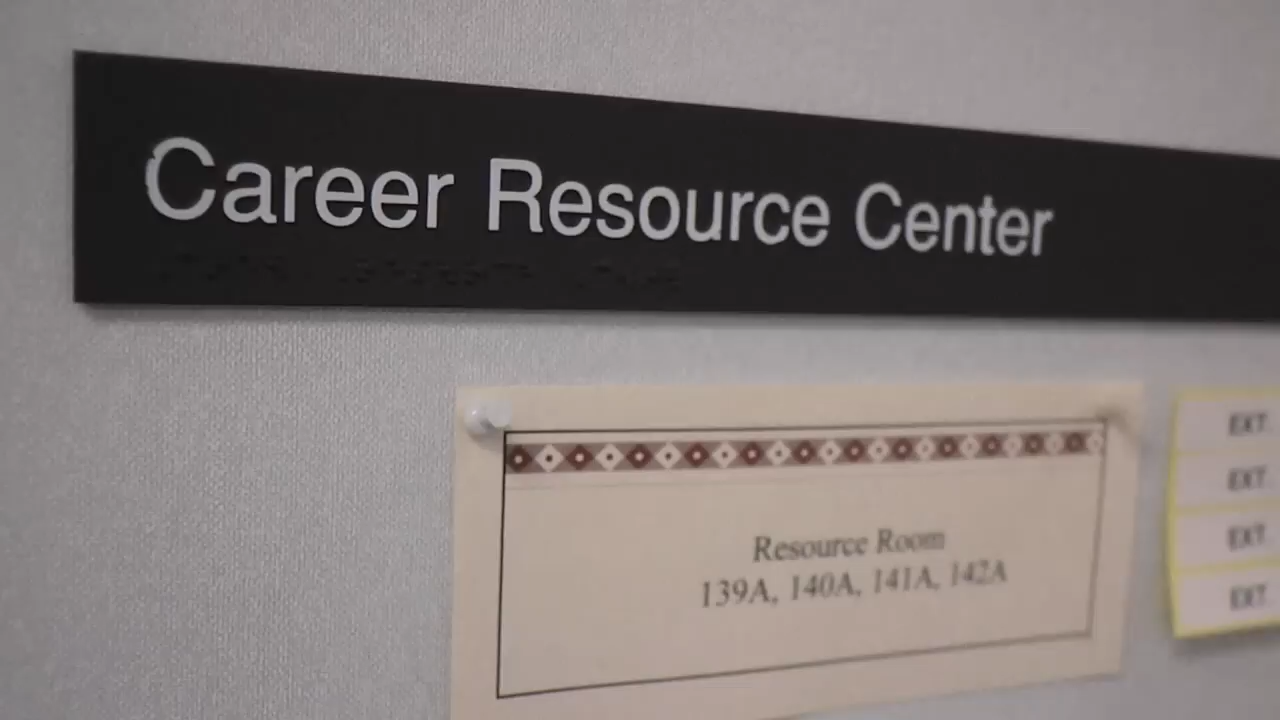 Career Resource Center
Resource Room
139A, 140A, 141A, 142A
EXT.
EXT.
EXT.
EXT.